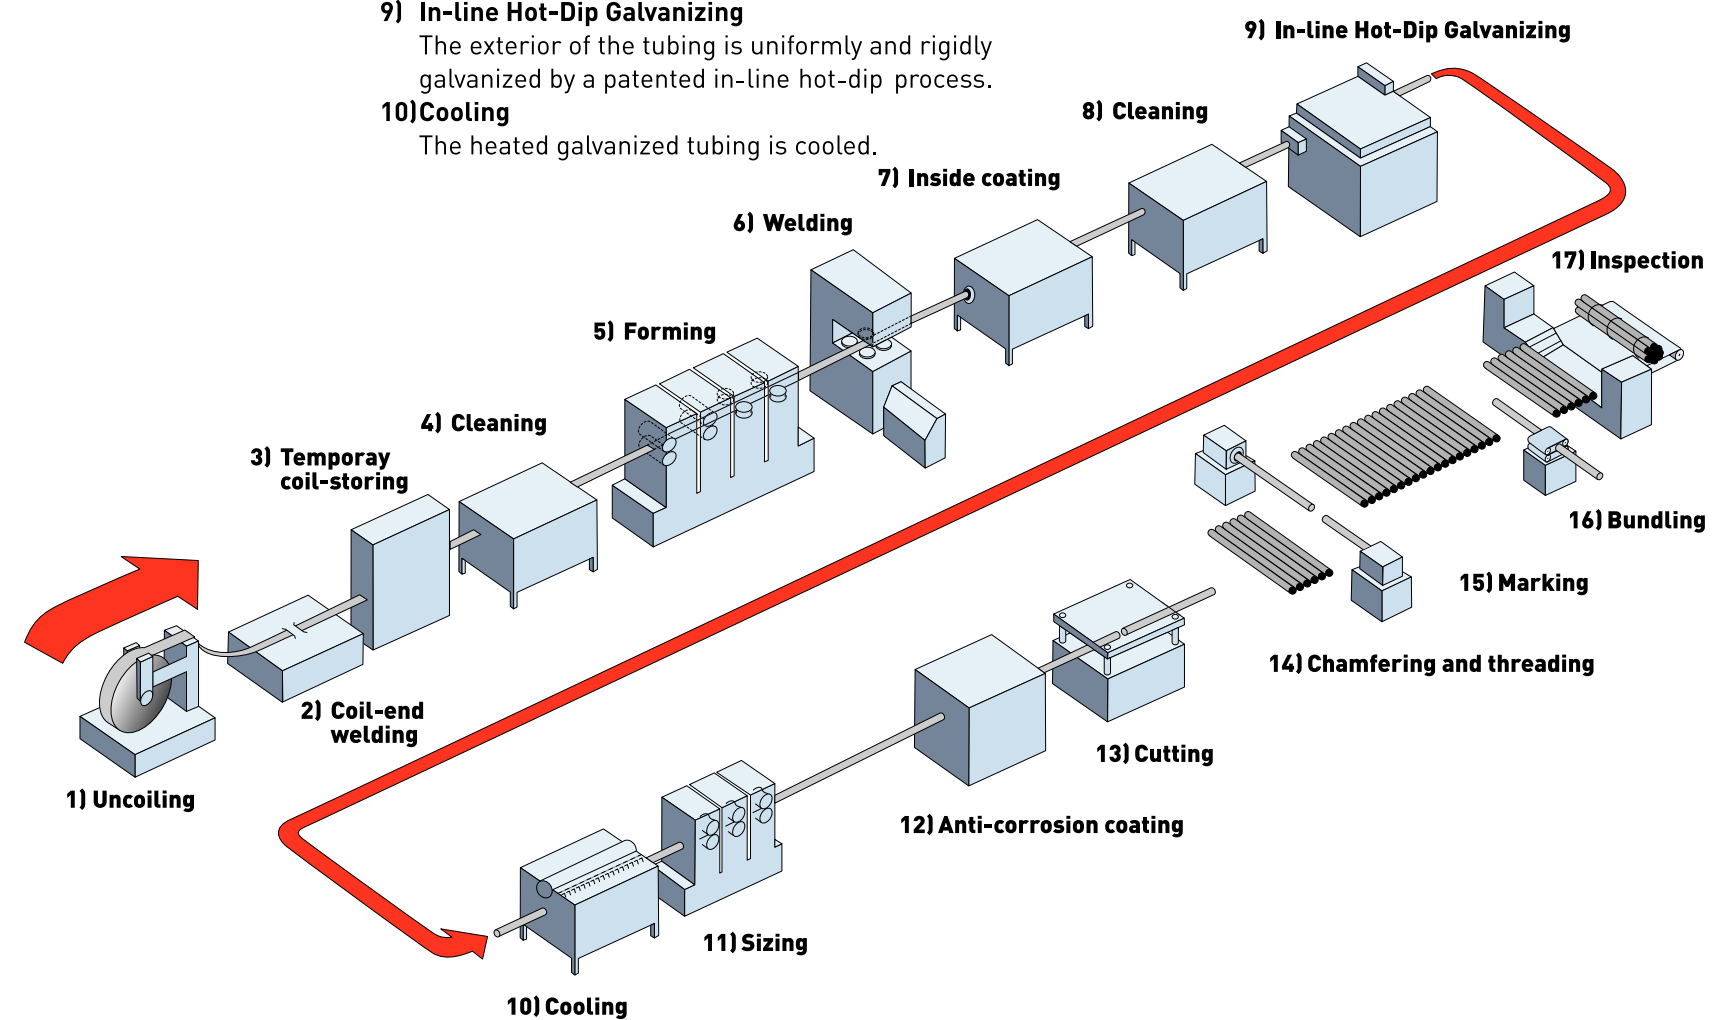 9) In-line Hot-Dip Galvanizing
The exterior of the tubing is uniformly and rigidly
galvanized by a patented in-line hot-dip process.
10)Cooling
The heated galvanized tubing is cooled.
9) In-line Hot-Dip Galvanizing
8) Cleaning
7) Inside coating
6) Welding
5) Forming
4) Cleaning
3) Temporay
coil-storing
2) Coil-end
welding
1) Uncoiling
10) Cooling
11) Sizing
12) Anti-corrosion coating
13) Cutting
14) Chamfering and threading
15) Marking
16) Bundling
17) Inspection